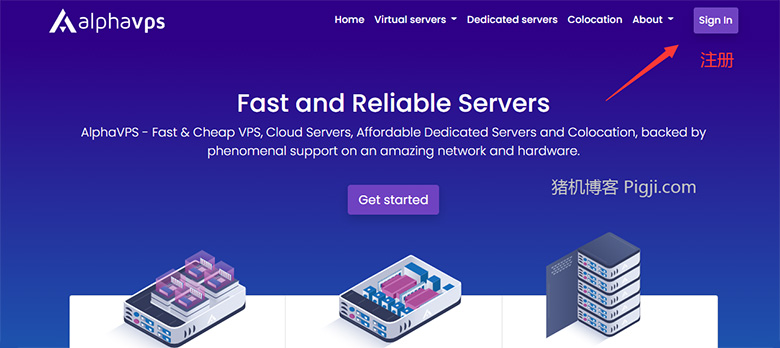 alphavps
Home Virtual servers Dedicated servers Colocation About Sign In
注册
Fast and Reliable Servers
AlphaVPS - Fast & Cheap VPS, Cloud Servers, Affordable Dedicated Servers and Colocation, backed by
phenomenal support on an amazing network and hardware.
猪机博客 Pigji.com
Get started